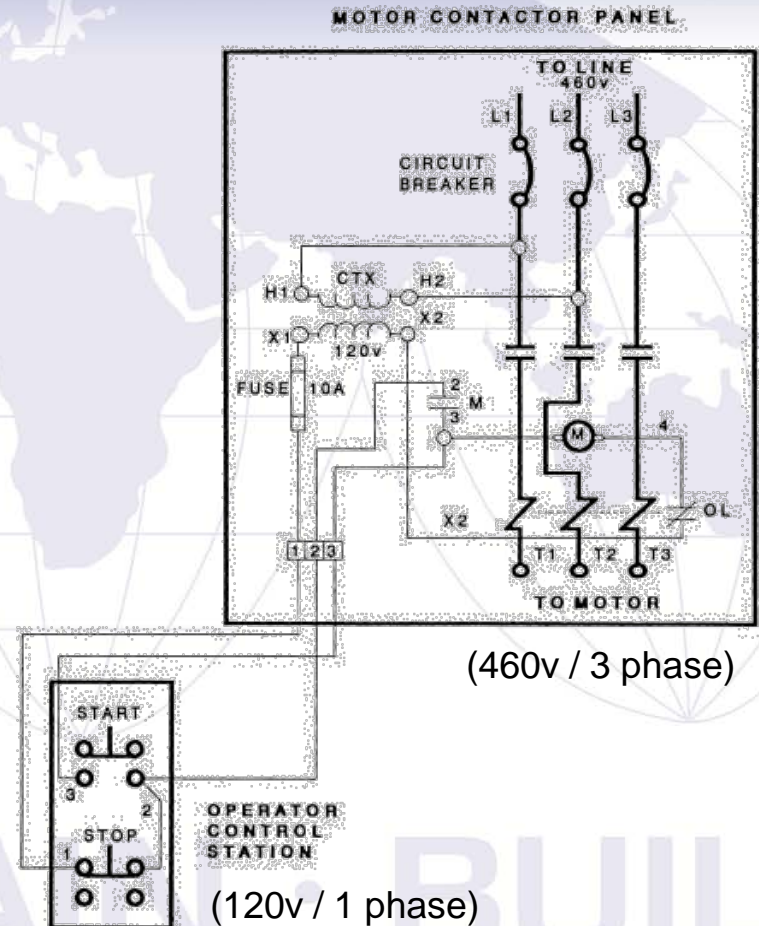 MOTOR CONTACTOR PANEL
TO LINE
460v
L1 L2 L3
CIRCUIT
BREAKER
H1 CTX H2
X1 X2
120v
FUSE 10A
2
M
3
M 4
X2 OL
1 2 3
T1 T2 T3
TO MOTOR
(460v / 3 phase)
START
3
2
STOP
1
OPERATOR
CONTROL
STATION
(120v / 1 phase)